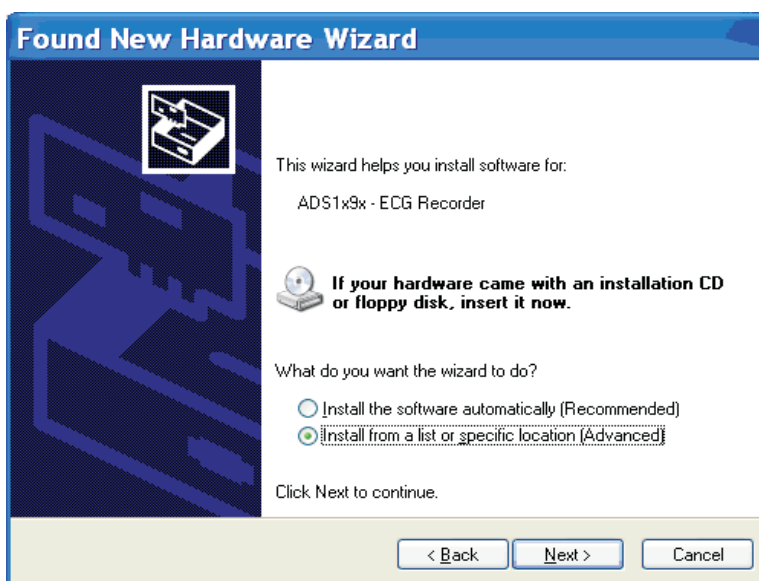 Found New Hardware Wizard
This wizard helps you install software for:
ADS1x9x - ECG Recorder
If your hardware came with an installation CD
or floppy disk, insert it now.
What do you want the wizard to do?
Install the software automatically (Recommended)
Install from a list or specific location (Advanced)
Click Next to continue.
< Back Next > Cancel